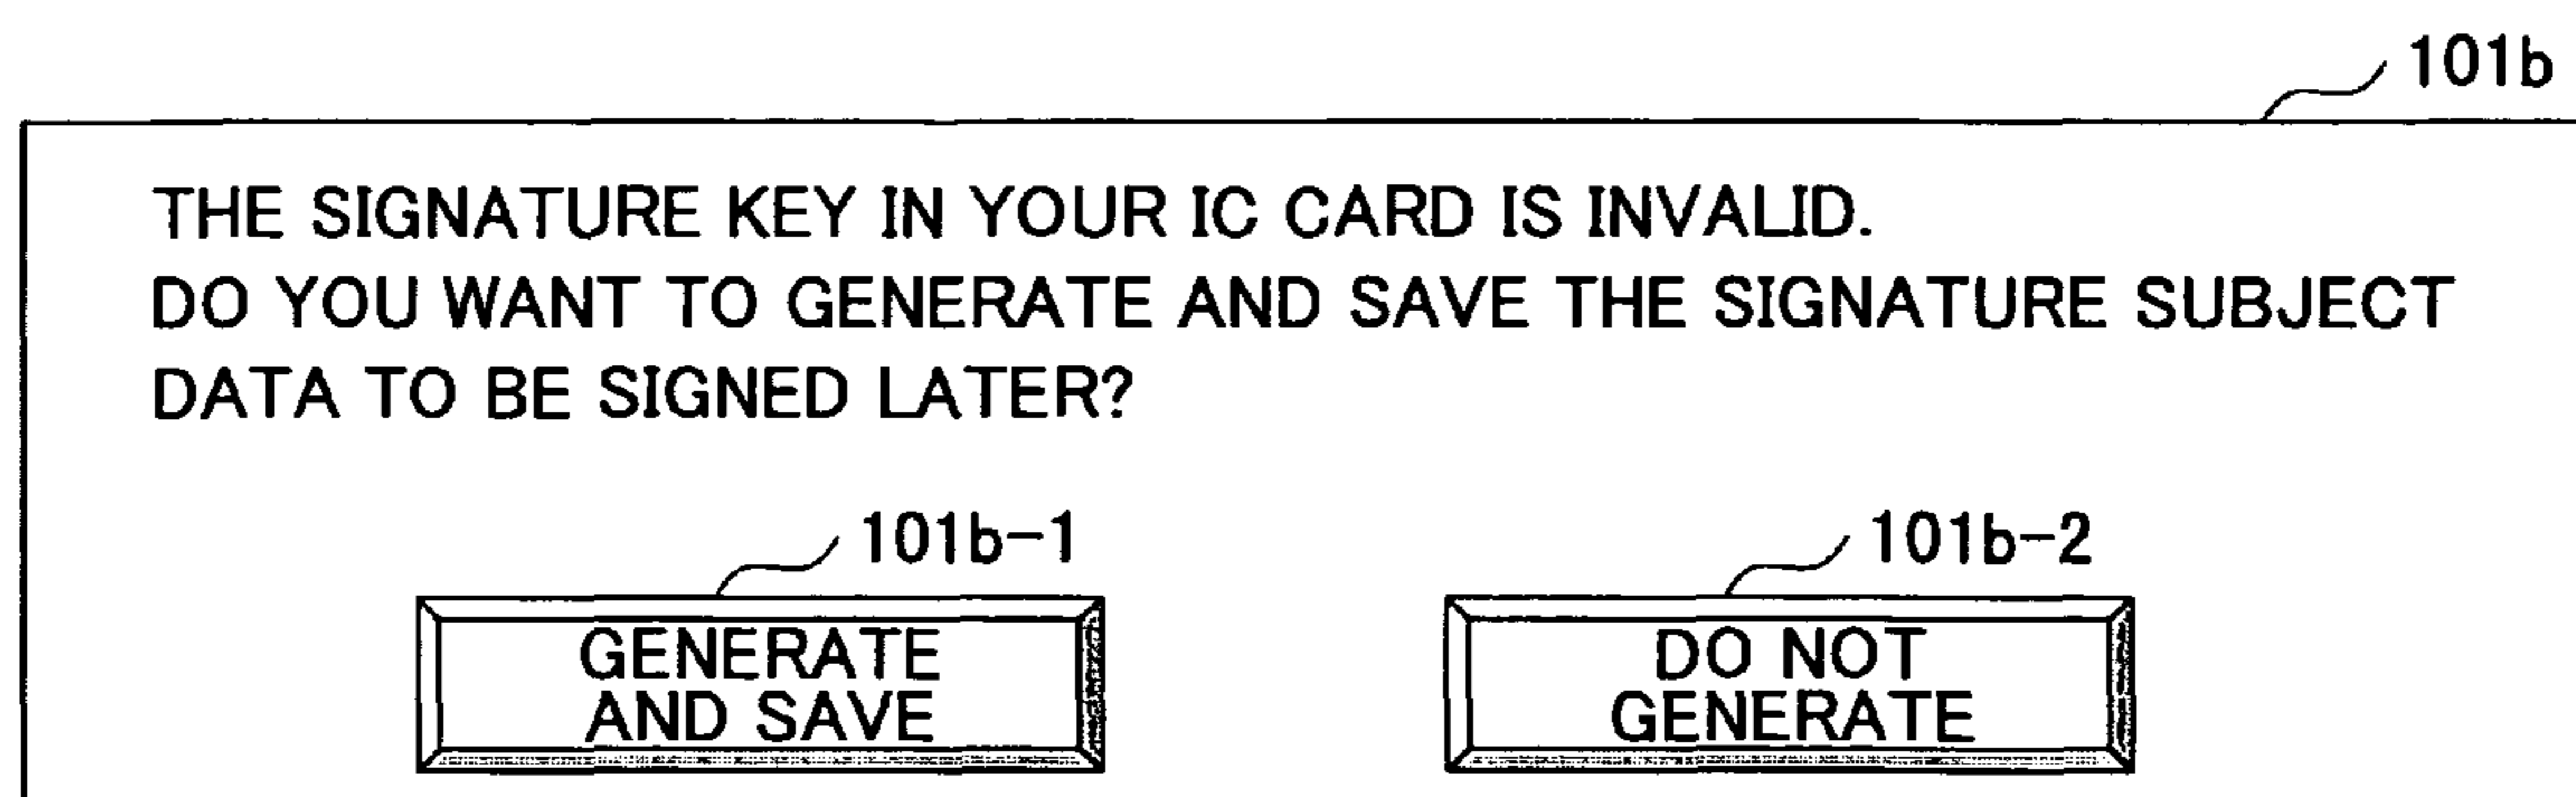 101b
THE SIGNATURE KEY IN YOUR IC CARD IS INVALID.
DO YOU WANT TO GENERATE AND SAVE THE SIGNATURE SUBJECT
DATA TO BE SIGNED LATER?
101b-1
101b-2
GENERATE
AND SAVE
DO NOT
GENERATE